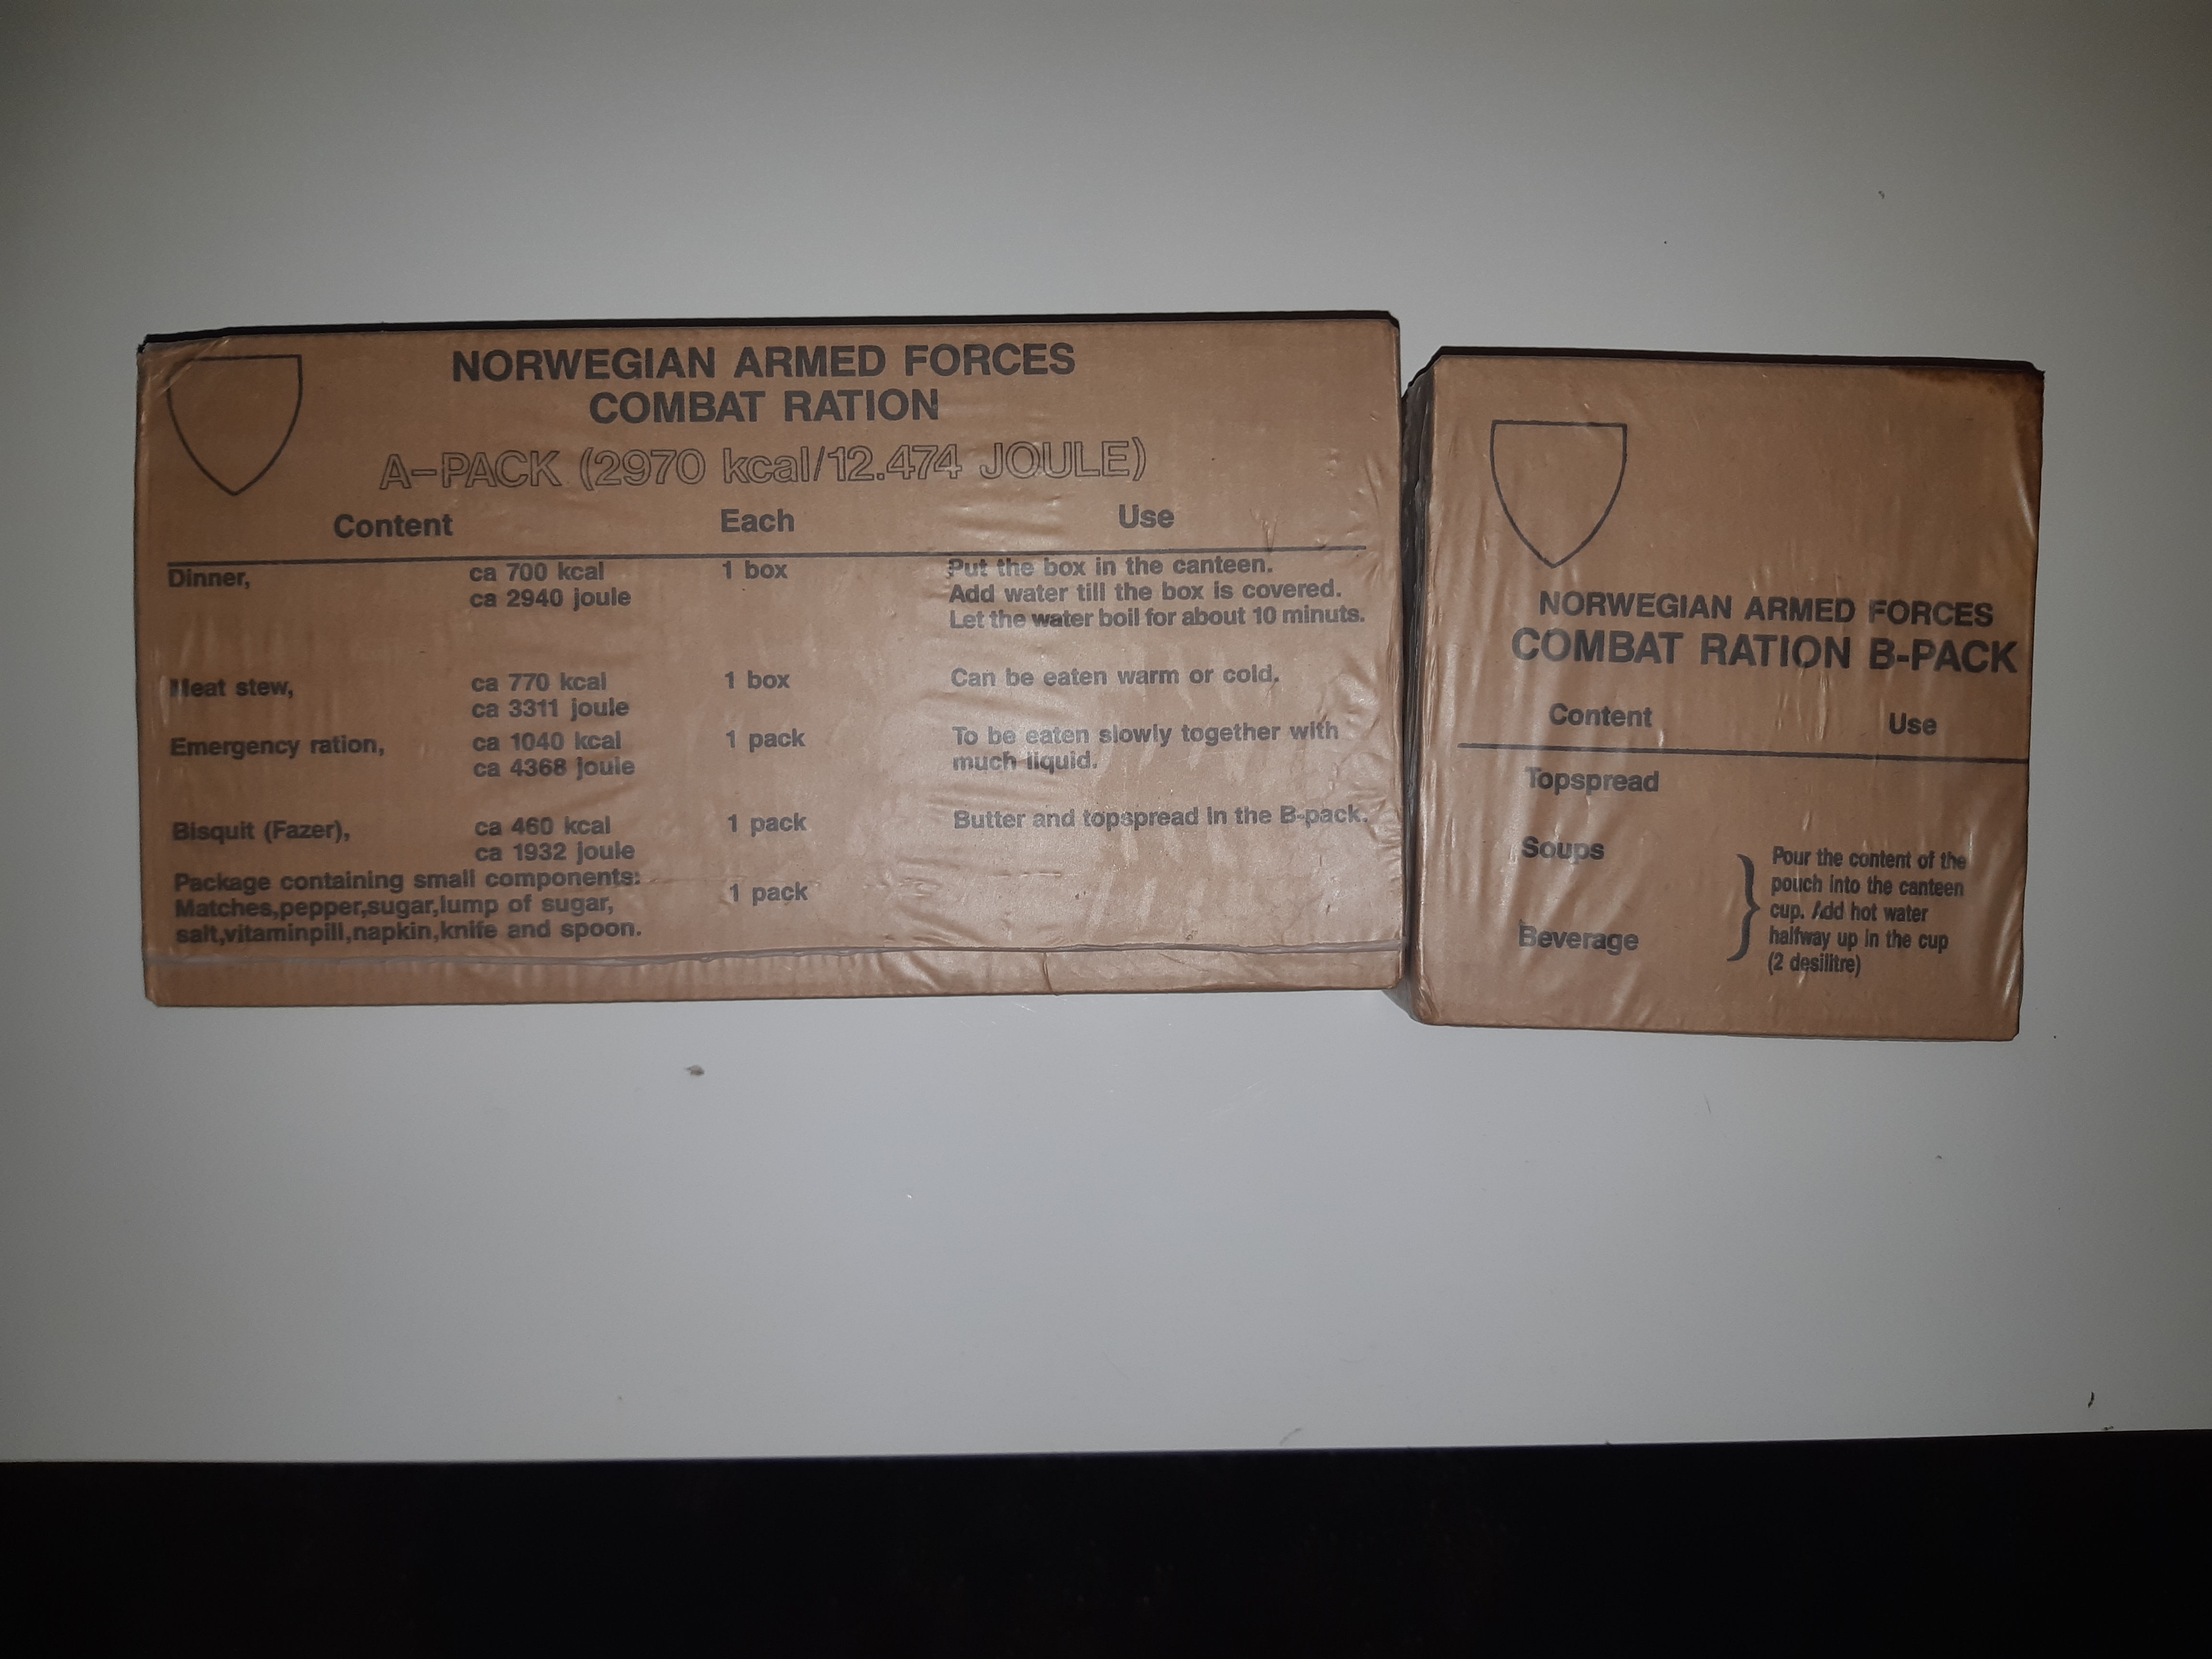 NORWEGIAN ARMED FORCES
COMBAT RATION
A-PACK (2970 kcal/12.474 JOULE)
Content Each Use
Dinner, ca 700 kcal 1 box Put the box in the canteen.
ca 2940 joule Add water till the box is covered.
Let the water boil for about 10 minuts.
Meat stew, ca 770 kcal 1 box Can be eaten warm or cold.
ca 3311 joule
Emergency ration, ca 1040 kcal 1 pack To be eaten slowly together with
ca 4368 joule much liquid.
Bisquit (Fazer), ca 460 kcal 1 pack Butter and topspread in the B-pack.
ca 1932 joule
Package containing small components: 1 pack
Matches,pepper,sugar,lump of sugar,
salt,vitaminpill,napkin,knife and spoon.
NORWEGIAN ARMED FORCES
COMBAT RATION B-PACK
Content Use
Topspread
Soups
Beverage
Pour the content of the
pouch into the canteen
cup. Add hot water
halfway up in the cup
(2 desilitre)